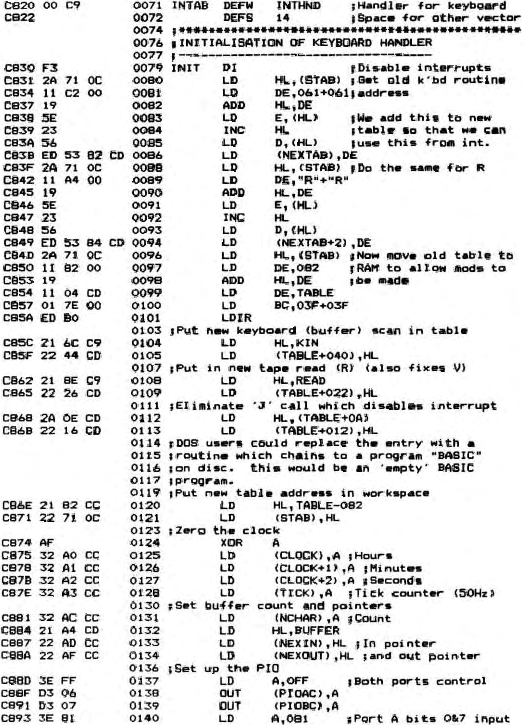 C820 00 C9 0071 INTAB DEFW INTHND ;Handler for keyboard
C822 0072 DEFS 14 ;Space for other vector
0074 ;*****************************************
0076 ;INITIALISATION OF KEYBOARD HANDLER
0077 ;----------------------------------
C830 F3 0079 INIT DI ;Disable interrupts
C831 2A 71 0C 0080 LD HL,(STAB) ;Get old k'bd routine
C834 11 C2 00 0081 LD DE,061+061;address
C837 19 0082 ADD HL,DE
C838 5E 0083 LD E,(HL) ;We add this to new
C839 23 0084 INC HL ;table so that we can
C83A 56 0085 LD D,(HL) ;use this from int.
C83B ED 53 82 CD 0086 LD (NEXTAB),DE
C83F 2A 71 0C 0088 LD HL,(STAB) ;Do the same for R
C842 11 A4 00 0089 LD DE,"R"+"R"
C845 19 0090 ADD HL,DE
C846 5E 0091 LD E,(HL)
C847 23 0092 INC HL
C848 56 0093 LD D,(HL)
C849 ED 53 84 CD 0094 LD (NEXTAB+2),DE
C84D 2A 71 0C 0096 LD HL,(STAB) ;Now move old table to
C850 11 82 00 0097 LD DE,082 ;RAM to allow mods to
C853 19 0098 ADD HL,DE ;be made
C854 11 04 CD 0099 LD DE,TABLE
C857 01 7E 00 0100 LD BC,03F+03F
C85A ED B0 0101 LDIR
0103 ;Put new keyboard (buffer) scan in table
C85C 21 6C C9 0104 LD HL,KIN
C85F 22 44 CD 0105 LD (TABLE+040),HL
0107 ;Put in new tape read (R) (also fixes V)
C862 21 8E C9 0108 LD HL,READ
C865 22 26 CD 0109 LD (TABLE+022),HL
0111 ;Eliminate 'J' call which disables interrupt
C868 2A 0E CD 0112 LD HL,(TABLE+0A)
C86B 22 16 CD 0113 LD (TABLE+012),HL
0114 ;DOS users could replace the entry with a
0115 ;routine which chains to a program "BASIC"
0116 ;on disc. this would be an 'empty' BASIC
0117 ;program.
0119 ;Put new table address in workspace
C86E 21 82 CC 0120 LD HL,TABLE-082
C871 22 71 0C 0121 LD (STAB),HL
0123 ;Zero the clock
C874 AF 0124 XOR A
C875 32 A0 CC 0125 LD (CLOCK),A ;Hours
C878 32 A1 CC 0126 LD (CLOCK+1),A ;Minutes
C87B 32 A2 CC 0127 LD (CLOCK+2),A ;Seconds
C87E 32 A3 CC 0128 LD (TICK),A ;Tick counter (50Hz)
0130 ;Set buffer count and pointers
C881 32 AC CC 0131 LD (NCHAR),A ;Count
C884 21 A4 CD 0132 LD HL,BUFFER
C887 22 AD CC 0133 LD (NEXIN),HL ;In pointer
C88A 22 AF CC 0134 LD (NEXOUT),HL ;and out pointer
0136 ;Set up the PIO
C88D 3E FF 0137 LD A,0FF ;Both ports control
C88F D3 06 0138 OUT (PIOAC),A
C891 D3 07 0139 OUT (PIOBC),A
C893 3E 81 0140 LD A,081 ;Port A bits 0&7 input